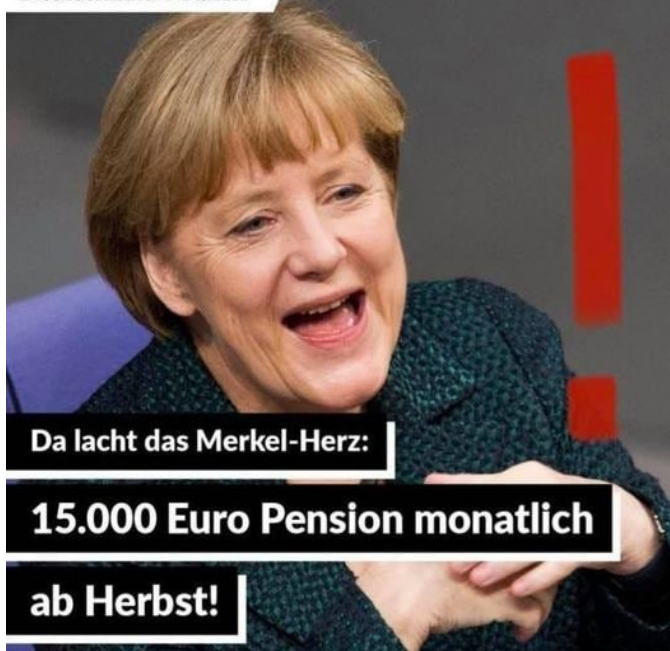 Da lacht das Merkel-Herz:
15.000 Euro Pension monatlich
ab Herbst!